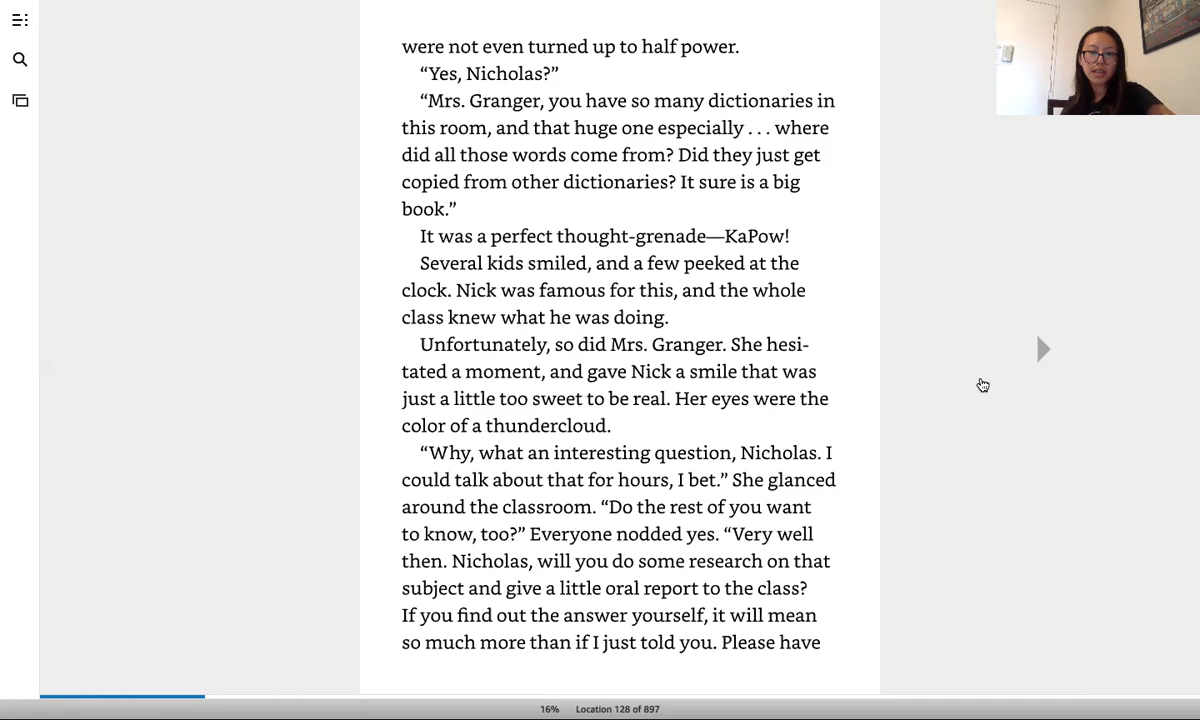 were not even turned up to half power.
“Yes, Nicholas?”
“Mrs. Granger, you have so many dictionaries in
this room, and that huge one especially . . . where
did all those words come from? Did they just get
copied from other dictionaries? It sure is a big
book.”
It was a perfect thought-grenade—KaPow!
Several kids smiled, and a few peeked at the
clock. Nick was famous for this, and the whole
class knew what he was doing.
Unfortunately, so did Mrs. Granger. She hesi-
tated a moment, and gave Nick a smile that was
just a little too sweet to be real. Her eyes were the
color of a thundercloud.
“Why, what an interesting question, Nicholas. I
could talk about that for hours, I bet.” She glanced
around the classroom. “Do the rest of you want
to know, too?” Everyone nodded yes. “Very well
then. Nicholas, will you do some research on that
subject and give a little oral report to the class?
If you find out the answer yourself, it will mean
so much more than if I just told you. Please have
16% Location 128 of 897